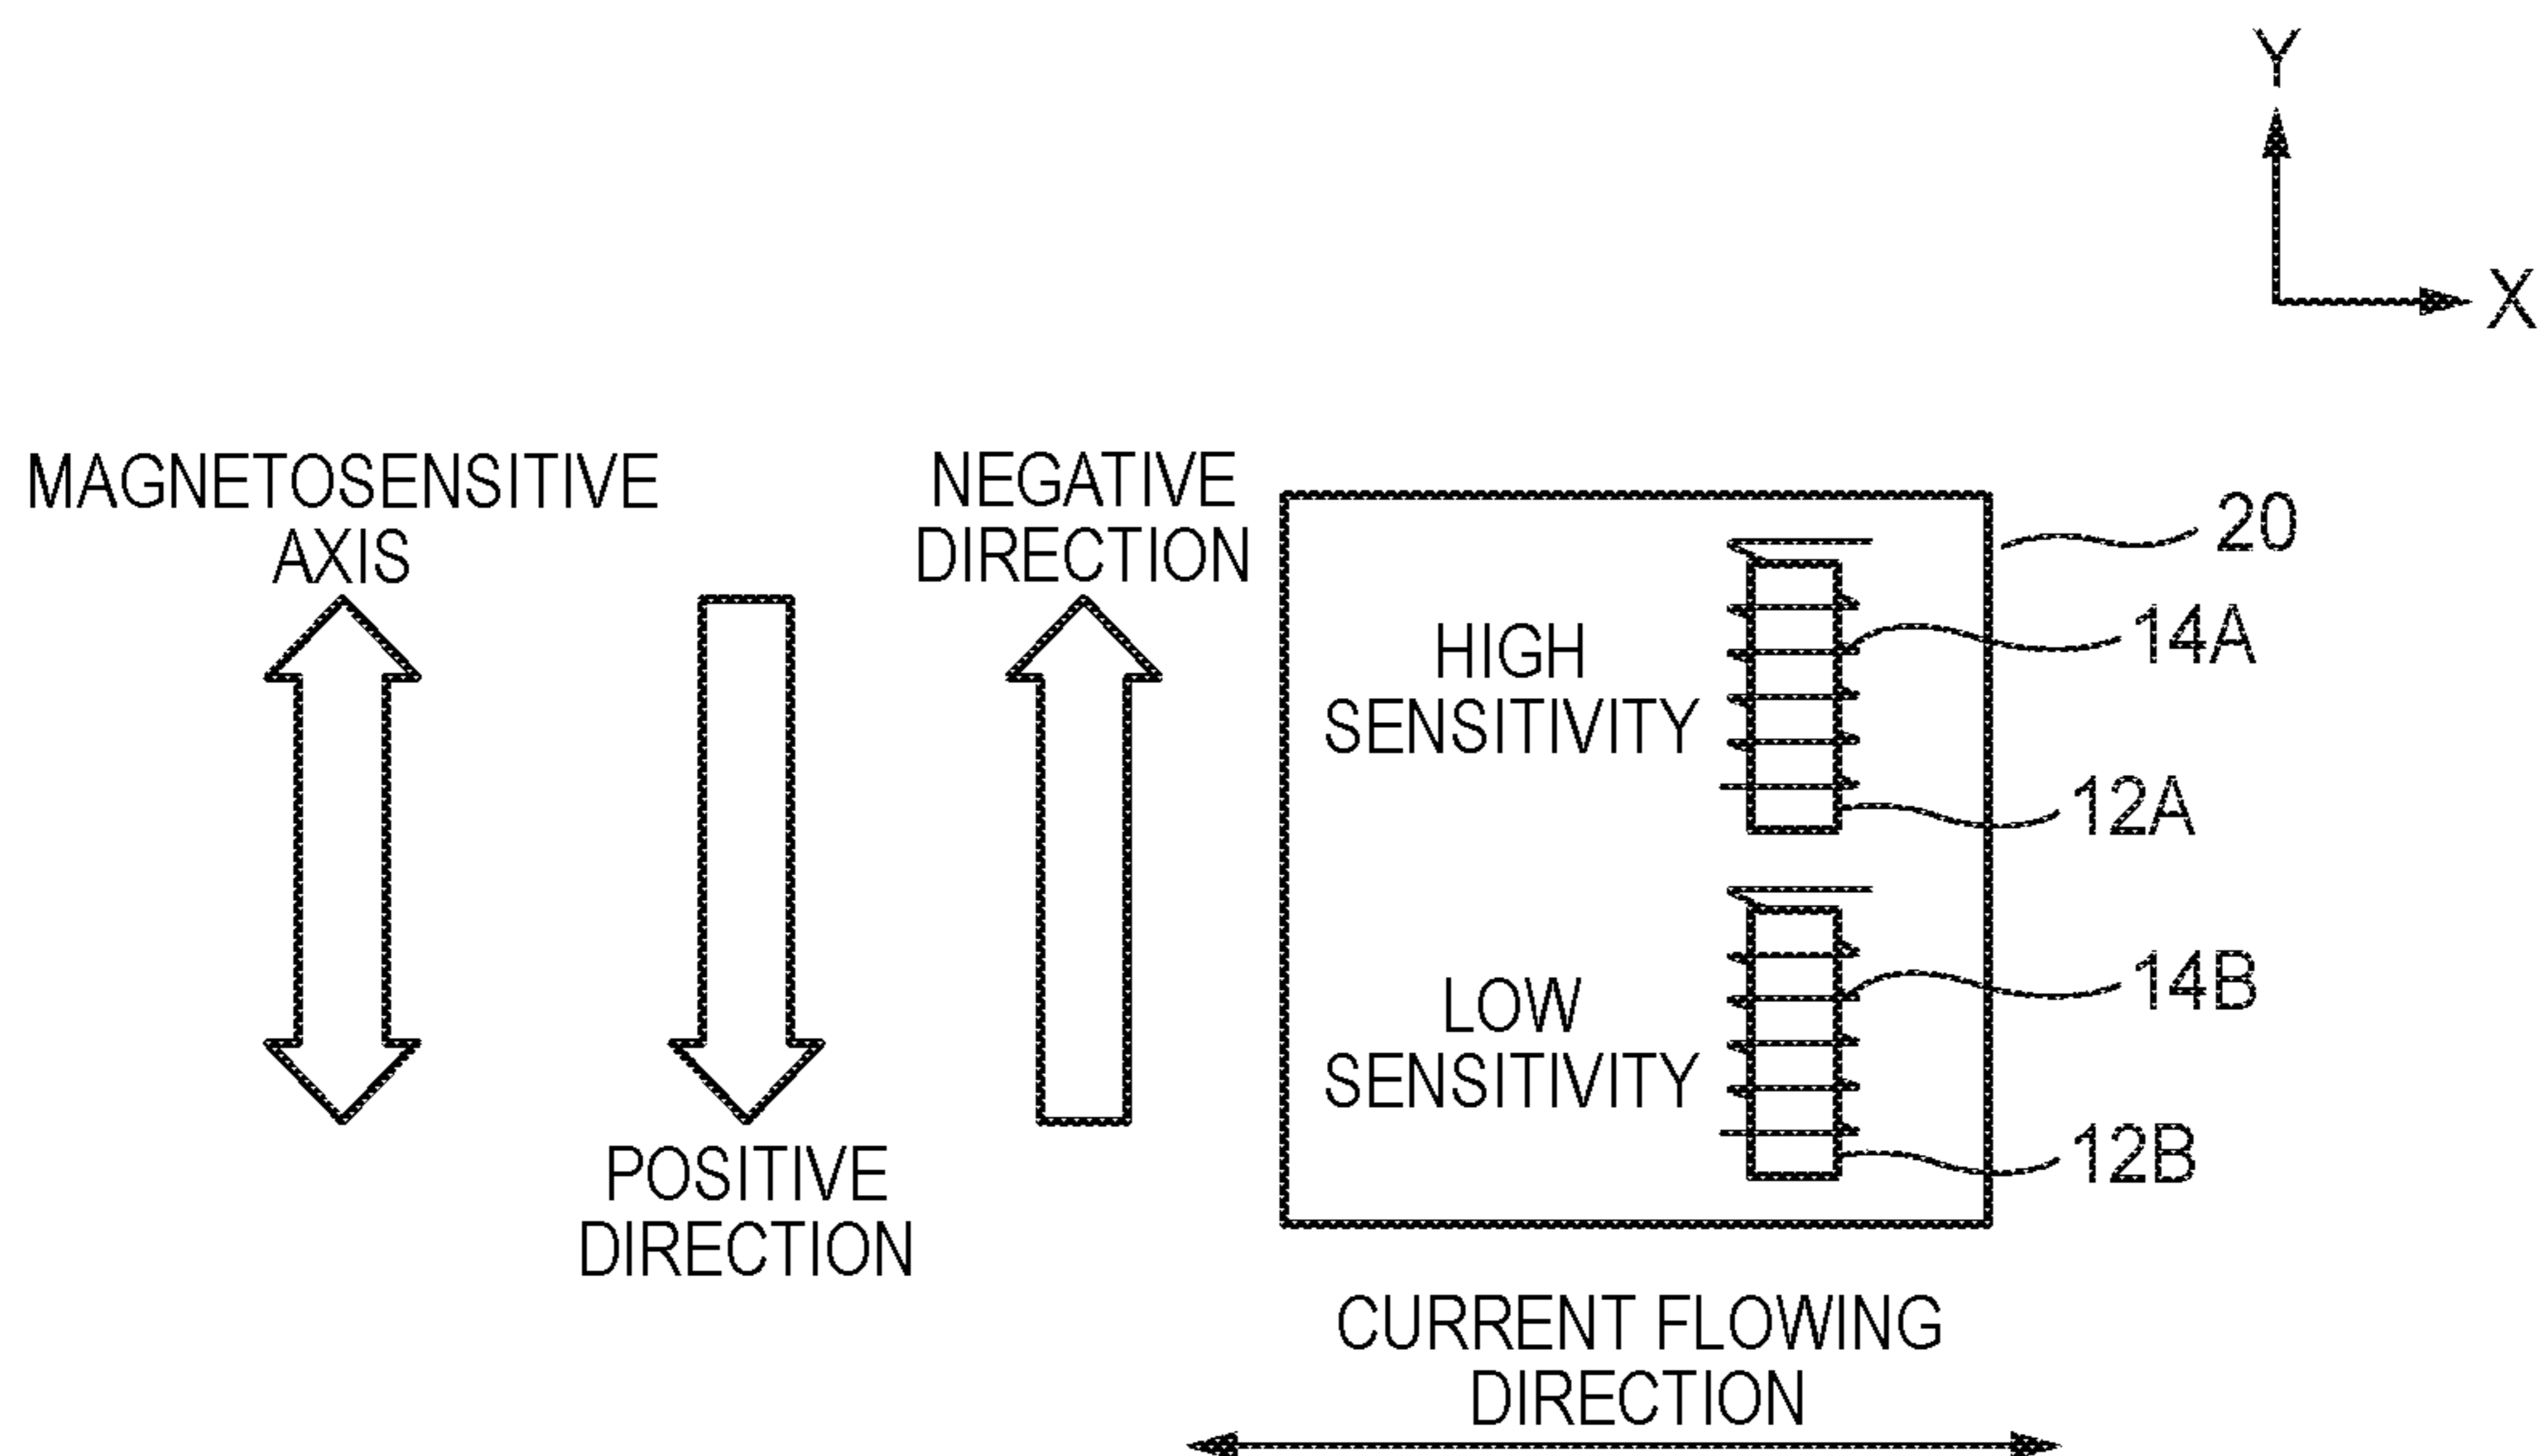 Y
X
MAGNETOSENSITIVE
AXIS
NEGATIVE
DIRECTION
20
14A
HIGH
SENSITIVITY
12A
14B
LOW
SENSITIVITY
12B
POSITIVE
DIRECTION
CURRENT FLOWING
DIRECTION